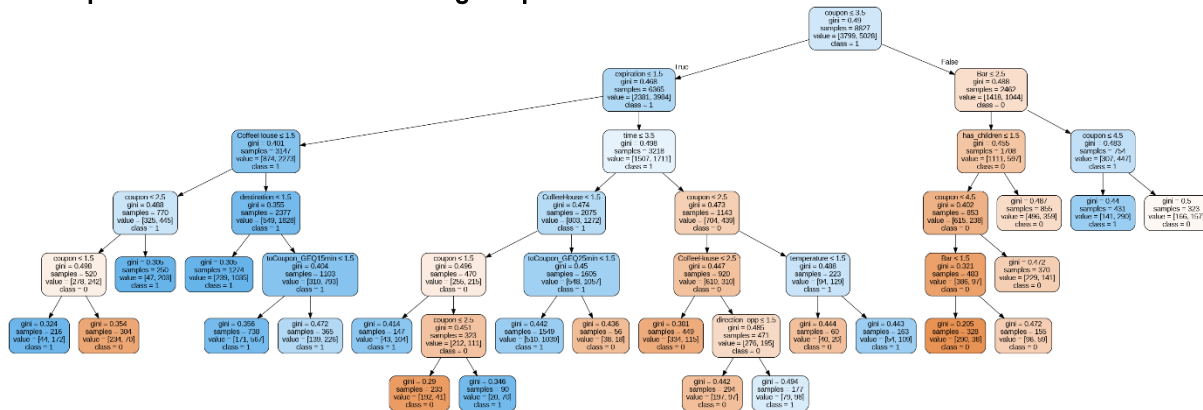 coupon ≤ 3.5
gini = 0.49
samples = 8827
value = [3799, 5028]
class = 1
True
False
expiration ≤ 1.5
gini = 0.468
samples = 6365
value = [2381, 3984]
class = 1
Bar ≤ 2.5
gini = 0.488
samples = 2462
value = [1418, 1044]
class = 0
CoffeeHouse ≤ 1.5
gini = 0.401
samples = 3147
value = [874, 2273]
class = 1
time ≤ 3.5
gini = 0.498
samples = 3218
value = [1507, 1711]
class = 1
has_children ≤ 1.5
gini = 0.455
samples = 1708
value = [1111, 597]
class = 0
coupon ≤ 4.5
gini = 0.483
samples = 754
value = [307, 447]
class = 1
coupon ≤ 2.5
gini = 0.488
samples = 770
value = [325, 445]
class = 1
destination ≤ 1.5
gini = 0.355
samples = 2377
value = [549, 1828]
class = 1
CoffeeHouse ≤ 1.5
gini = 0.474
samples = 2075
value = [803, 1272]
class = 1
coupon ≤ 2.5
gini = 0.473
samples = 1143
value = [704, 439]
class = 0
coupon ≤ 4.5
gini = 0.402
samples = 853
value = [615, 238]
class = 0
gini = 0.487
samples = 855
value = [496, 359]
class = 0
gini = 0.44
samples = 431
value = [141, 290]
class = 1
gini = 0.5
samples = 323
value = [166, 157]
class = 0
coupon ≤ 1.5
gini = 0.498
samples = 520
value = [278, 242]
class = 0
gini = 0.305
samples = 250
value = [47, 203]
class = 1
gini = 0.305
samples = 1274
value = [239, 1035]
class = 1
toCoupon_GEQ15min ≤ 1.5
gini = 0.404
samples = 1103
value = [310, 793]
class = 1
coupon ≤ 1.5
gini = 0.496
samples = 470
value = [255, 215]
class = 0
toCoupon_GEQ25min ≤ 1.5
gini = 0.45
samples = 1605
value = [548, 1057]
class = 1
CoffeeHouse ≤ 2.5
gini = 0.447
samples = 920
value = [610, 310]
class = 0
temperature ≤ 1.5
gini = 0.488
samples = 223
value = [94, 129]
class = 1
Bar ≤ 1.5
gini = 0.321
samples = 483
value = [386, 97]
class = 0
gini = 0.472
samples = 370
value = [229, 141]
class = 0
gini = 0.324
samples = 216
value = [44, 172]
class = 1
gini = 0.354
samples = 304
value = [234, 70]
class = 0
gini = 0.356
samples = 738
value = [171, 567]
class = 1
gini = 0.472
samples = 365
value = [139, 226]
class = 1
gini = 0.414
samples = 147
value = [43, 104]
class = 1
coupon ≤ 2.5
gini = 0.451
samples = 323
value = [212, 111]
class = 0
gini = 0.442
samples = 1549
value = [510, 1039]
class = 1
gini = 0.436
samples = 56
value = [38, 18]
class = 0
gini = 0.381
samples = 449
value = [334, 115]
class = 0
direction_opp ≤ 1.5
gini = 0.485
samples = 471
value = [276, 195]
class = 0
gini = 0.444
samples = 60
value = [40, 20]
class = 0
gini = 0.443
samples = 163
value = [54, 109]
class = 1
gini = 0.205
samples = 328
value = [290, 38]
class = 0
gini = 0.472
samples = 155
value = [96, 59]
class = 0
gini = 0.29
samples = 233
value = [192, 41]
class = 0
gini = 0.346
samples = 90
value = [20, 70]
class = 1
gini = 0.442
samples = 294
value = [197, 97]
class = 0
gini = 0.494
samples = 177
value = [79, 98]
class = 1